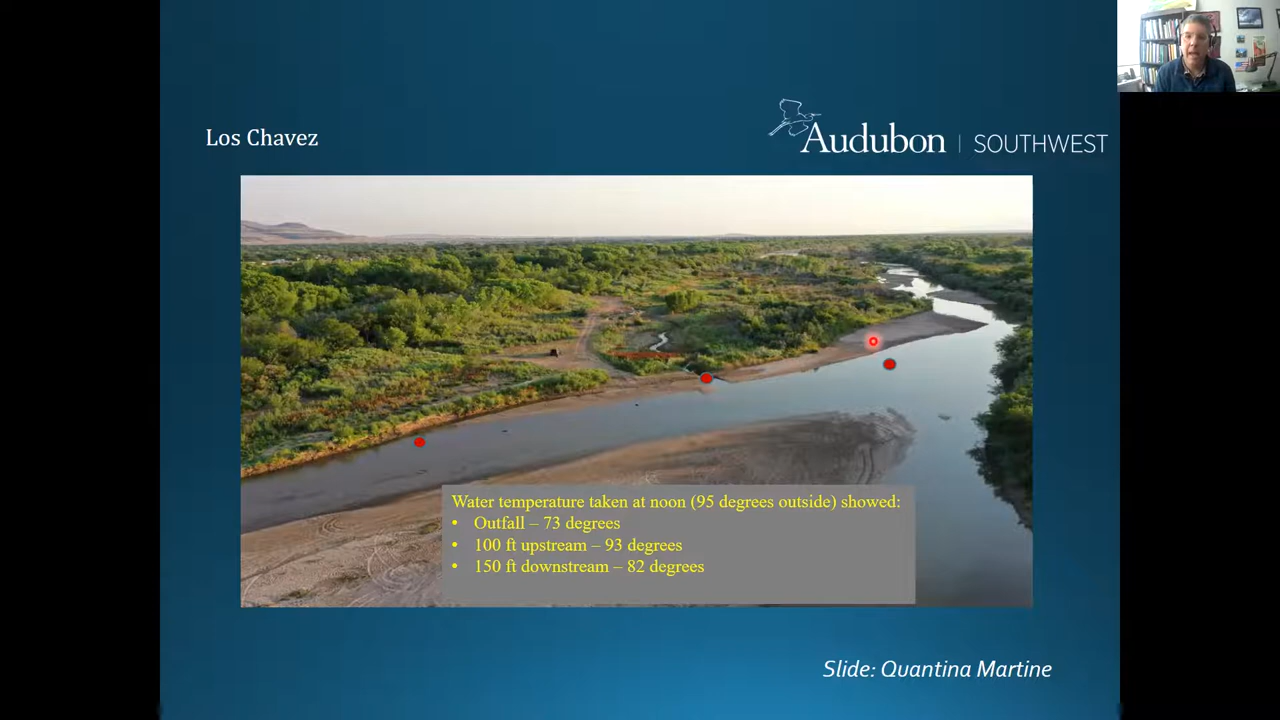 Los Chavez
Audubon | SOUTHWEST
Water temperature taken at noon (95 degrees outside) showed:
• Outfall – 73 degrees
• 100 ft upstream – 93 degrees
• 150 ft downstream – 82 degrees
Slide: Quantina Martine